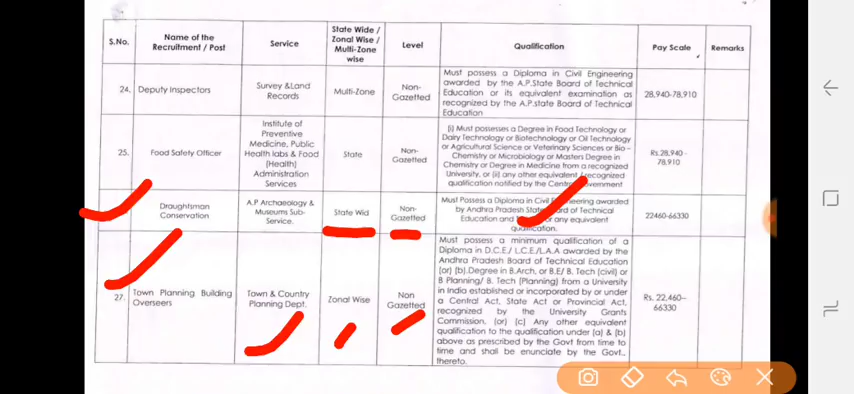 S.No.
Name of the
Recruitment / Post
Service
State Wide /
Zonal Wise /
Multi-Zone
wise
Level
Qualification
Pay Scale
Remarks
24.
Deputy Inspectors
Survey &Land
Records
Multi-Zone
Non-
Gazetted
Must possess a Diploma in Civil Engineering
awarded by the A.P.State Board of Technical
Education or its equivalent examination as
recognized by the A.P.state Board of Technical
Education
28,940-78,910
25.
Food Safety Officer
Institute of
Preventive
Medicine, Public
Health labs & Food
(Health)
Administration
Services
State
Non-
Gazetted
(i) Must possesses a Degree in Food Technology or
Dairy Technology or Biotechnology or Oil Technology
or Agricultural Science or Veterinary Sciences or Bio –
Chemistry or Microbiology or Masters Degree in
Chemistry or Degree in Medicine from a recognized
University, or (ii) any other equivalent / recognized
qualification notified by the Central Government
Rs.28,940 -
78,910
Draughtsman
Conservation
A.P Archaeology &
Museums Sub-
Service.
State Wid
Non-
Gazetted
Must Possess a Diploma in Civil Engineering awarded
by Andhra Pradesh State Board of Technical
Education and or any equivalent
qualification.
22460-66330
27.
Town Planning Building
Overseers
Town & Country
Planning Dept.
Zonal Wise
Non
Gazetted
Must possess a minimum qualification of a
Diploma in D.C.E/ L.C.E/L.A.A awarded by the
Andhra Pradesh Board of Technical Education
(or) (b).Degree in B.Arch, or B.E/ B. Tech (civil) or
B Planning/ B. Tech (Planning) from a University
in India established or incorporated by or under
a Central Act, State Act or Provincial Act,
recognized by the University Grants
Commission. (or) (c) Any other equivalent
qualification to the qualification under (a) & (b)
above as prescribed by the Govt from time to
time and shall be enunciate by the Govt.,
thereto.
Rs. 22,460–
66330